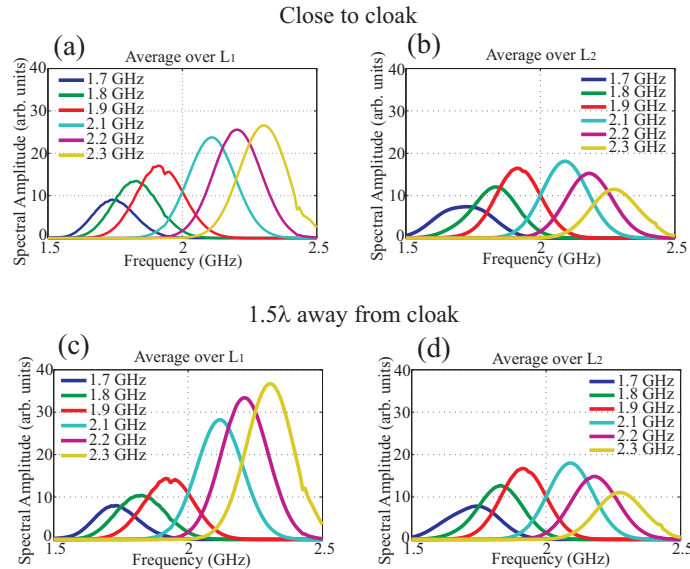 Close to cloak
(a)
Average over L1
Spectral Amplitude (arb. units)
40
30
20
10
0
1.7 GHz
1.8 GHz
1.9 GHz
2.1 GHz
2.2 GHz
2.3 GHz
1.5
2
2.5
Frequency (GHz)
(b)
Average over L2
Spectral Amplitude (arb. units)
40
30
20
10
0
1.7 GHz
1.8 GHz
1.9 GHz
2.1 GHz
2.2 GHz
2.3 GHz
1.5
2
2.5
Frequency (GHz)
1.5λ away from cloak
(c)
Average over L1
Spectral Amplitude (arb. units)
40
30
20
10
0
1.7 GHz
1.8 GHz
1.9 GHz
2.1 GHz
2.2 GHz
2.3 GHz
1.5
2
2.5
Frequency (GHz)
(d)
Average over L2
Spectral Amplitude (arb. units)
40
30
20
10
0
1.7 GHz
1.8 GHz
1.9 GHz
2.1 GHz
2.2 GHz
2.3 GHz
1.5
2
2.5
Frequency (GHz)